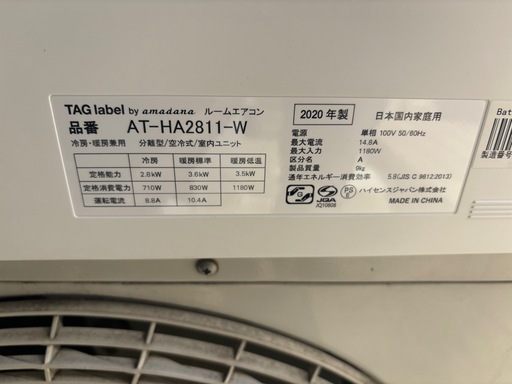 TAG label by amadana ルームエアコン
品番 AT-HA2811-W
冷房・暖房兼用 分離型/空冷式/室内ユニット
冷房 暖房標準 暖房低温
定格能力 2.8kW 3.6kW 3.5kW
定格消費電力 710W 830W 1180W
運転電流 8.8A 10.4A
2020年製 日本国内家庭用
電源 単相 100V 50/60Hz
最大電流 14.8A
最大入力 1180W
区分名 A
製品質量 9kg
通年エネルギー消費効率 5.8(JIS C 9612:2013)
JQA
JQ10808
PS
E
ハイセンスジャパン株式会社
MADE IN CHINA
Bat
製造番号